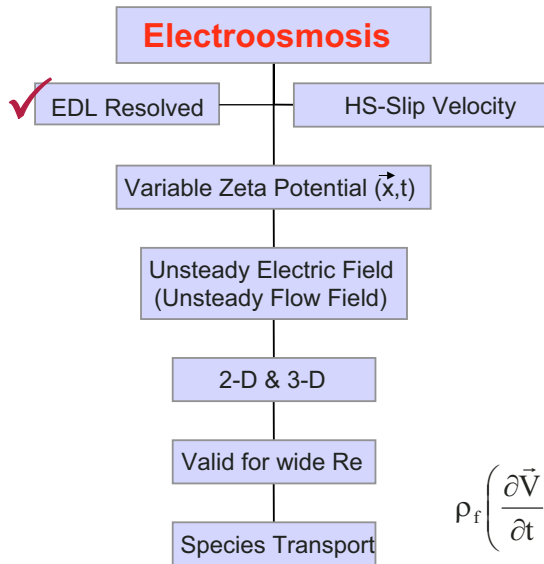 Electroosmosis
✓ EDL Resolved
HS-Slip Velocity
Variable Zeta Potential (x⃗,t)
Unsteady Electric Field
(Unsteady Flow Field)
2-D & 3-D
Valid for wide Re
Species Transport
ρ_f ( ∂V⃗ / ∂t